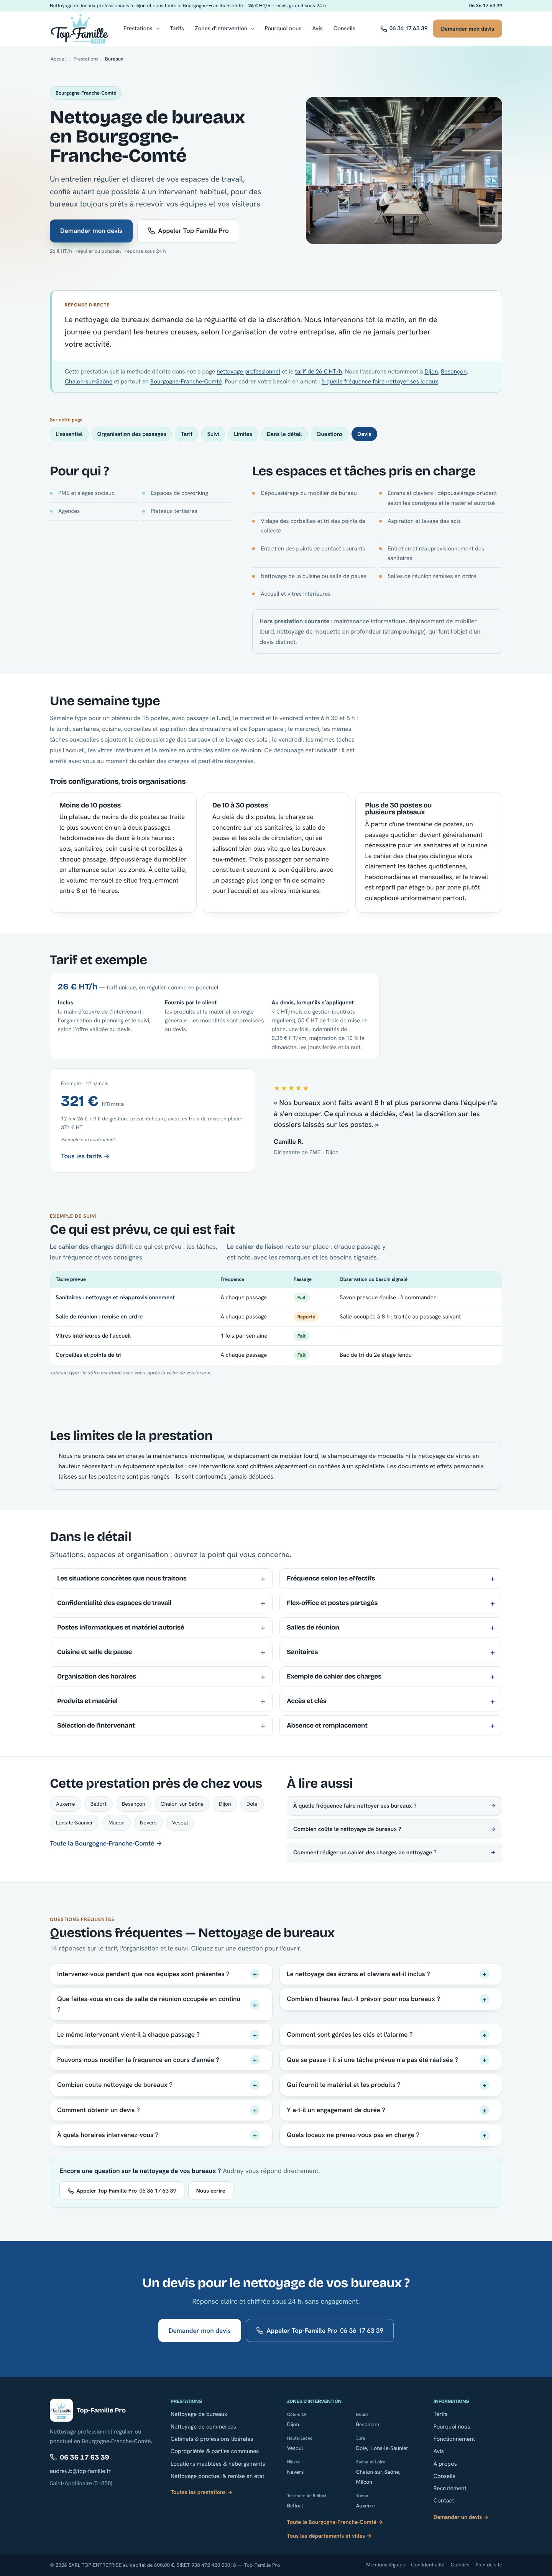 Nettoyage de locaux professionnels à Dijon et dans toute la Bourgogne-Franche-Comté · 26 € HT/h · Devis gratuit sous 24 h
06 36 17 63 39
Top-Famille
Prestations
Tarifs
Zones d'intervention
Pourquoi nous
Avis
Conseils
06 36 17 63 39
Demander mon devis
Accueil
Prestations
Bureaux
Bourgogne-Franche-Comté
Nettoyage de bureaux
en Bourgogne-
Franche-Comté
Un entretien régulier et discret de vos espaces de travail,
confié autant que possible à un intervenant habituel, pour des
bureaux toujours prêts à recevoir vos équipes et vos visiteurs.
Demander mon devis
Appeler Top-Famille Pro
26 € HT/h · régulier ou ponctuel · réponse sous 24 h
RÉPONSE DIRECTE
Le nettoyage de bureaux demande de la régularité et de la discrétion. Nous intervenons tôt le matin, en fin de
journée ou pendant les heures creuses, selon l'organisation de votre entreprise, afin de ne jamais perturber
votre activité.
Cette prestation suit la méthode décrite dans notre page nettoyage professionnel et le tarif de 26 € HT/h. Nous l'assurons notamment à Dijon, Besançon,
Chalon-sur-Saône et partout en Bourgogne-Franche-Comté. Pour cadrer votre besoin en amont : à quelle fréquence faire nettoyer ses locaux.
Sur cette page
L'essentiel
Organisation des passages
Tarif
Suivi
Limites
Dans le détail
Questions
Devis
Pour qui ?
PME et sièges sociaux
Espaces de coworking
Agences
Plateaux tertiaires
Les espaces et tâches pris en charge
Dépoussiérage du mobilier de bureau
Écrans et claviers : dépoussiérage prudent
selon les consignes et le matériel autorisé
Vidage des corbeilles et tri des points de
collecte
Aspiration et lavage des sols
Entretien des points de contact courants
Entretien et réapprovisionnement des
sanitaires
Nettoyage de la cuisine ou salle de pause
Salles de réunion remises en ordre
Accueil et vitres intérieures
Hors prestation courante : maintenance informatique, déplacement de mobilier
lourd, nettoyage de moquette en profondeur (shampouinage), qui font l'objet d'un
devis distinct.
Une semaine type
Semaine type pour un plateau de 15 postes, avec passage le lundi, le mercredi et le vendredi entre 6 h 30 et 8 h :
le lundi, sanitaires, cuisine, corbeilles et aspiration des circulations et de l'open-space ; le mercredi, les mêmes
tâches auxquelles s'ajoutent le dépoussiérage des bureaux et le lavage des sols ; le vendredi, les mêmes tâches
plus l'accueil, les vitres intérieures et la remise en ordre des salles de réunion. Ce découpage est indicatif : il est
arrêté avec vous au moment du cahier des charges et peut être réorganisé.
Trois configurations, trois organisations
Moins de 10 postes
Un plateau de moins de dix postes se traite
le plus souvent en un à deux passages
hebdomadaires de deux à trois heures :
sols, sanitaires, coin cuisine et corbeilles à
chaque passage, dépoussiérage du mobilier
en alternance selon les zones. À cette taille,
le volume mensuel se situe fréquemment
entre 8 et 16 heures.
De 10 à 30 postes
Au-delà de dix postes, la charge se
concentre sur les sanitaires, la salle de
pause et les sols de circulation, qui se
salissent bien plus vite que les bureaux
eux-mêmes. Trois passages par semaine
constituent souvent le bon équilibre, avec
un passage plus long en fin de semaine
pour l'accueil et les vitres intérieures.
Plus de 30 postes ou
plusieurs plateaux
À partir d'une trentaine de postes, un
passage quotidien devient généralement
nécessaire pour les sanitaires et la cuisine.
Le cahier des charges distingue alors
clairement les tâches quotidiennes,
hebdomadaires et mensuelles, et le travail
est réparti par étage ou par zone plutôt
qu'appliqué uniformément partout.
Tarif et exemple
26 € HT/h — tarif unique, en régulier comme en ponctuel
Inclus
la main-d'œuvre de l'intervenant,
l'organisation du planning et le suivi,
selon l'offre validée au devis.
Fournis par le client
les produits et le matériel, en règle
générale ; les modalités sont précisées
au devis.
Au devis, lorsqu'ils s'appliquent
9 € HT/mois de gestion (contrats
réguliers), 50 € HT de frais de mise en
place, une fois, indemnités de
0,35 € HT/km, majoration de 10 % le
dimanche, les jours fériés et la nuit.
Exemple · 12 h/mois
321 € HT/mois
12 h × 26 € + 9 € de gestion. Le cas échéant, avec les frais de mise en place :
371 € HT
Exemple non contractuel.
Tous les tarifs →
★★★★★
« Nos bureaux sont faits avant 8 h et plus personne dans l'équipe n'a
à s'en occuper. Ce qui nous a décidés, c'est la discrétion sur les
dossiers laissés sur les postes. »
Camille R.
Dirigeante de PME · Dijon
EXEMPLE DE SUIVI
Ce qui est prévu, ce qui est fait
Le cahier des charges définit ce qui est prévu : les tâches,
leur fréquence et vos consignes.
Le cahier de liaison reste sur place : chaque passage y
est noté, avec les remarques et les besoins signalés.
Tâche prévue
Fréquence
Passage
Observation ou besoin signalé
Sanitaires : nettoyage et réapprovisionnement
À chaque passage
Fait
Savon presque épuisé : à commander
Salle de réunion : remise en ordre
À chaque passage
Reporté
Salle occupée à 8 h : traitée au passage suivant
Vitres intérieures de l'accueil
1 fois par semaine
Fait
—
Corbeilles et points de tri
À chaque passage
Fait
Bac de tri du 2e étage fendu
Tableau type : le vôtre est établi avec vous, après la visite de vos locaux.
Les limites de la prestation
Nous ne prenons pas en charge la maintenance informatique, le déplacement de mobilier lourd, le shampouinage de moquette ni le nettoyage de vitres en
hauteur nécessitant un équipement spécialisé : ces interventions sont chiffrées séparément ou confiées à un spécialiste. Les documents et effets personnels
laissés sur les postes ne sont pas rangés : ils sont contournés, jamais déplacés.
Dans le détail
Situations, espaces et organisation : ouvrez le point qui vous concerne.
Les situations concrètes que nous traitons
+
Fréquence selon les effectifs
+
Confidentialité des espaces de travail
+
Flex-office et postes partagés
+
Postes informatiques et matériel autorisé
+
Salles de réunion
+
Cuisine et salle de pause
+
Sanitaires
+
Organisation des horaires
+
Exemple de cahier des charges
+
Produits et matériel
+
Accès et clés
+
Sélection de l'intervenant
+
Absence et remplacement
+
Cette prestation près de chez vous
Auxerre
Belfort
Besançon
Chalon-sur-Saône
Dijon
Dole
Lons-le-Saunier
Mâcon
Nevers
Vesoul
Toute la Bourgogne-Franche-Comté →
À lire aussi
À quelle fréquence faire nettoyer ses bureaux ?
→
Combien coûte le nettoyage de bureaux ?
→
Comment rédiger un cahier des charges de nettoyage ?
→
QUESTIONS FRÉQUENTES
Questions fréquentes — Nettoyage de bureaux
14 réponses sur le tarif, l'organisation et le suivi. Cliquez sur une question pour l'ouvrir.
Intervenez-vous pendant que nos équipes sont présentes ?
+
Le nettoyage des écrans et claviers est-il inclus ?
+
Que faites-vous en cas de salle de réunion occupée en continu
?
+
Combien d'heures faut-il prévoir pour nos bureaux ?
+
Le même intervenant vient-il à chaque passage ?
+
Comment sont gérées les clés et l'alarme ?
+
Pouvons-nous modifier la fréquence en cours d'année ?
+
Que se passe-t-il si une tâche prévue n'a pas été réalisée ?
+
Combien coûte nettoyage de bureaux ?
+
Qui fournit le matériel et les produits ?
+
Comment obtenir un devis ?
+
Y a-t-il un engagement de durée ?
+
À quels horaires intervenez-vous ?
+
Quels locaux ne prenez-vous pas en charge ?
+
Encore une question sur le nettoyage de vos bureaux ? Audrey vous répond directement.
Appeler Top-Famille Pro 06 36 17 63 39
Nous écrire
Un devis pour le nettoyage de vos bureaux ?
Réponse claire et chiffrée sous 24 h, sans engagement.
Demander mon devis
Appeler Top-Famille Pro 06 36 17 63 39
Top-Famille Pro
Nettoyage professionnel régulier ou
ponctuel en Bourgogne-Franche-Comté.
06 36 17 63 39
audrey.b@top-famille.fr
Saint-Apollinaire (21850)
PRESTATIONS
Nettoyage de bureaux
Nettoyage de commerces
Cabinets & professions libérales
Copropriétés & parties communes
Locations meublées & hébergements
Nettoyage ponctuel & remise en état
Toutes les prestations →
ZONES D'INTERVENTION
Côte-d'Or
Dijon
Doubs
Besançon
Haute-Saône
Vesoul
Jura
Dole, Lons-le-Saunier
Nièvre
Nevers
Saône-et-Loire
Chalon-sur-Saône,
Mâcon
Territoire de Belfort
Belfort
Yonne
Auxerre
Toute la Bourgogne-Franche-Comté →
Tous les départements et villes →
INFORMATIONS
Tarifs
Pourquoi nous
Fonctionnement
Avis
À propos
Conseils
Recrutement
Contact
Demander un devis →
© 2026 SARL TOP ENTREPRISE au capital de 600,00 €, SIRET 938 472 420 00018 — Top-Famille Pro
Mentions légales
Confidentialité
Cookies
Plan du site